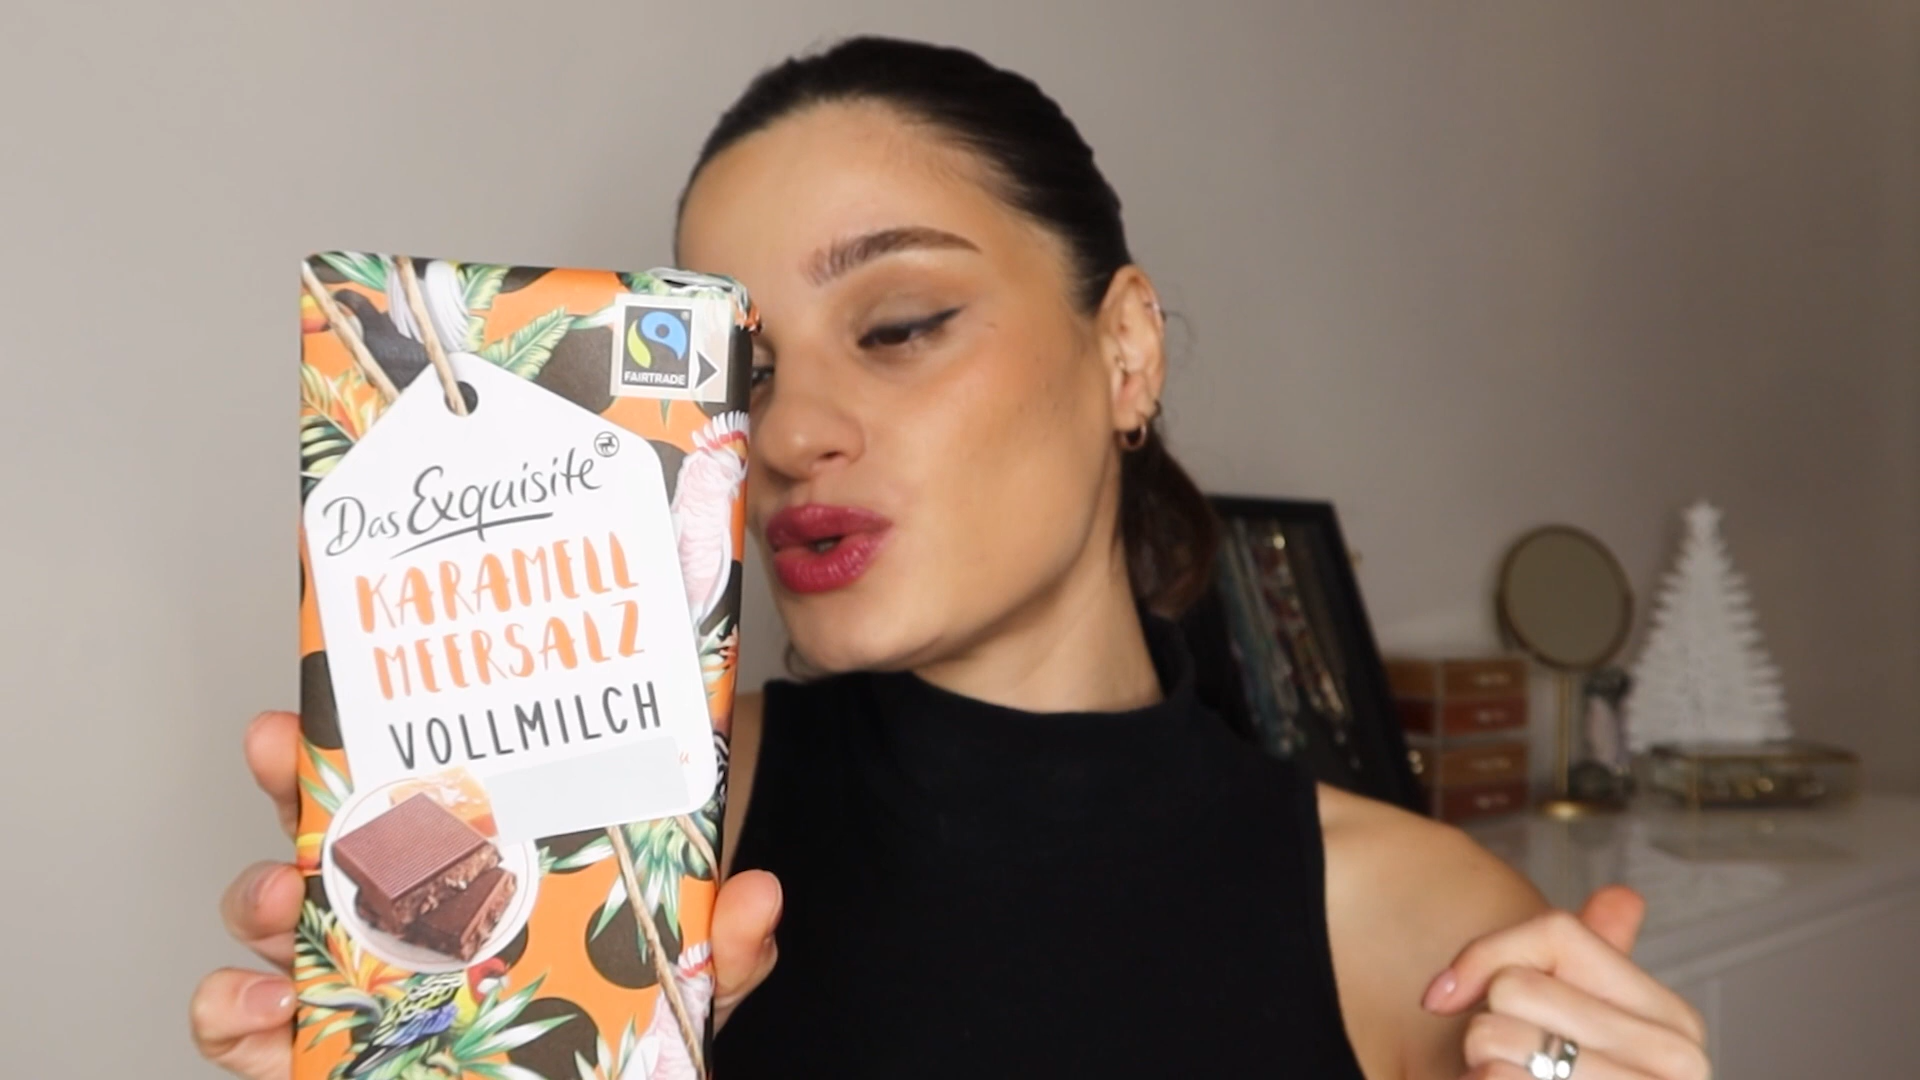 FAIRTRADE
Das Exquisite
KARAMELL
MEERSALZ
VOLLMILCH